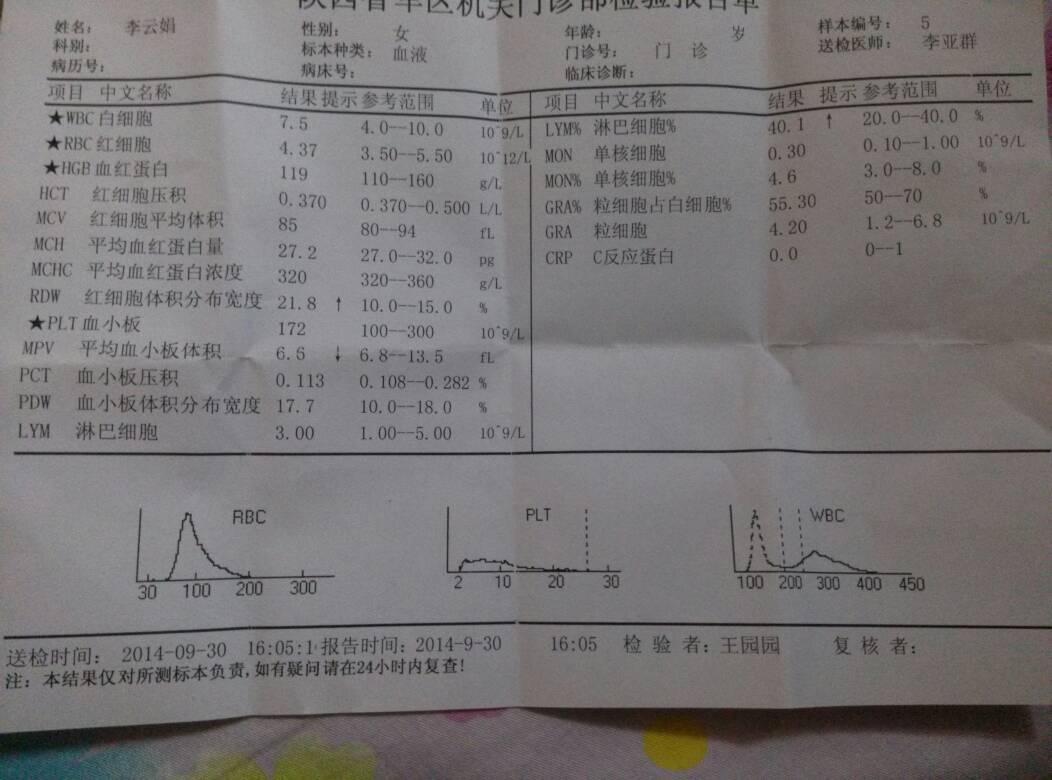 陕西省军区机关门诊部检验报告单
姓名： 李云娟 性别： 女 年龄： 岁 样本编号： 5
科别： 标本种类： 血液 门诊号： 门 诊 送检医师： 李亚群
病历号： 病床号： 临床诊断：
项目 中文名称 结果 提示 参考范围 单位
★WBC 白细胞 7.5 4.0--10.0 10^9/L
★RBC 红细胞 4.37 3.50--5.50 10^12/L
★HGB 血红蛋白 119 110--160 g/L
HCT 红细胞压积 0.370 0.370--0.500 L/L
MCV 红细胞平均体积 85 80--94 fL
MCH 平均血红蛋白量 27.2 27.0--32.0 pg
MCHC 平均血红蛋白浓度 320 320--360 g/L
RDW 红细胞体积分布宽度 21.8 ↑ 10.0--15.0 %
★PLT 血小板 172 100--300 10^9/L
MPV 平均血小板体积 6.6 ↓ 6.8--13.5 fL
PCT 血小板压积 0.113 0.108--0.282 %
PDW 血小板体积分布宽度 17.7 10.0--18.0 %
LYM 淋巴细胞 3.00 1.00--5.00 10^9/L
项目 中文名称 结果 提示 参考范围 单位
LYM% 淋巴细胞% 40.1 ↑ 20.0--40.0 %
MON 单核细胞 0.30 0.10--1.00 10^9/L
MON% 单核细胞% 4.6 3.0--8.0 %
GRA% 粒细胞占白细胞% 55.30 50--70 %
GRA 粒细胞 4.20 1.2--6.8 10^9/L
CRP C反应蛋白 0.0 0--1
RBC
30 100 200 300
PLT
2 10 20 30
WBC
100 200 300 400 450
送检时间： 2014-09-30 16:05:1 报告时间： 2014-9-30 16:05 检 验 者： 王园园 复 核 者：
注：本结果仅对所测标本负责,如有疑问请在24小时内复查!